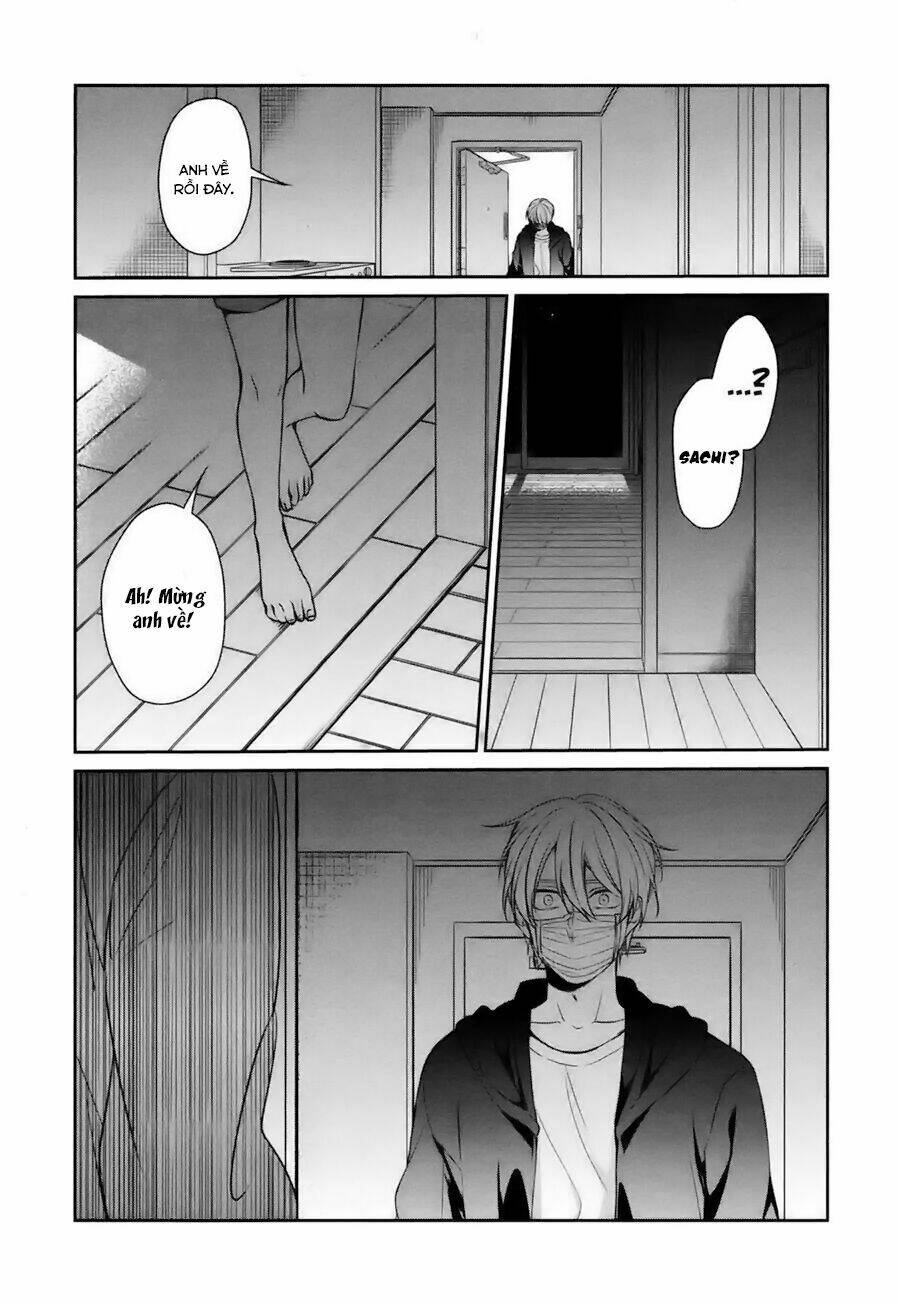 ANH VỀ
RỒI ĐÂY.
...?
SACHI?
Ah! Mừng
anh về!